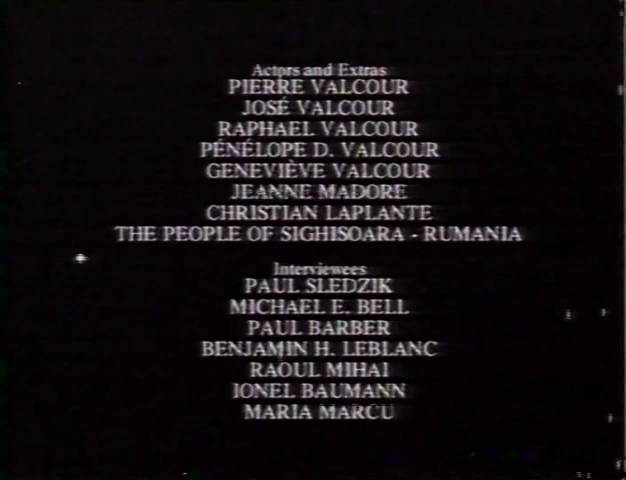 Actors and Extras
PIERRE VALCOUR
JOSÉ VALCOUR
RAPHAEL VALCOUR
PÉNÉLOPE D. VALCOUR
GENEVIÈVE VALCOUR
JEANNE MADORE
CHRISTIAN LAPLANTE
THE PEOPLE OF SIGHISOARA - RUMANIA
Interviewees
PAUL SLEDZIK
MICHAEL E. BELL
PAUL BARBER
BENJAMIN H. LEBLANC
RAOUL MIHAI
IONEL BAUMANN
MARIA MARCU